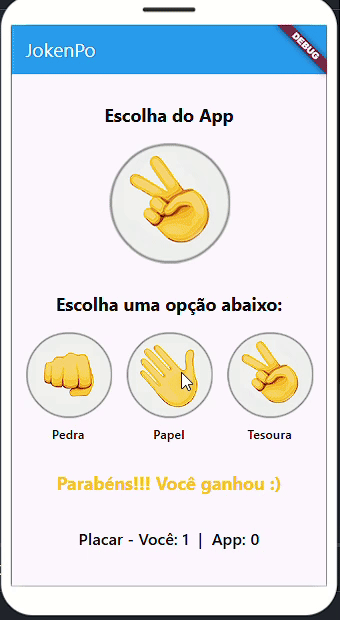 JokenPo
DEBUG
Escolha do App
Escolha uma opção abaixo:
Pedra
Papel
Tesoura
Parabéns!!! Você ganhou :)
Placar - Você: 1 | App: 0